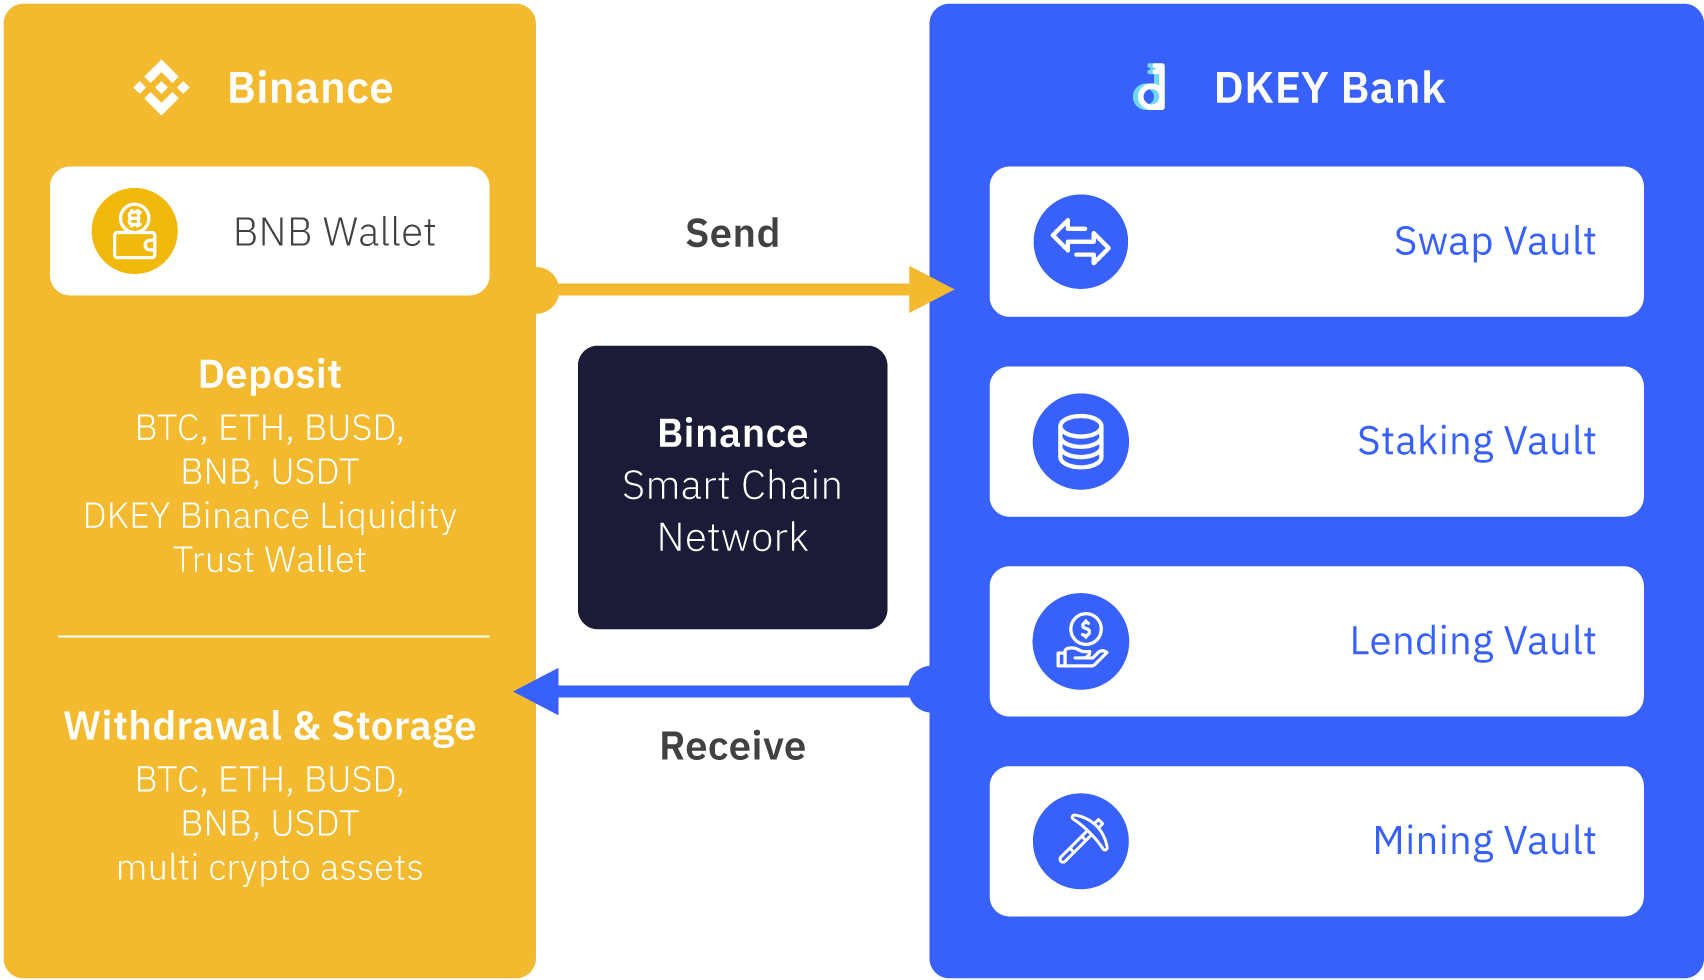 Binance
BNB Wallet
Deposit
BTC, ETH, BUSD,
BNB, USDT
DKEY Binance Liquidity
Trust Wallet
Withdrawal & Storage
BTC, ETH, BUSD,
BNB, USDT
multi crypto assets
Send
Binance
Smart Chain
Network
Receive
DKEY Bank
Swap Vault
Staking Vault
Lending Vault
Mining Vault